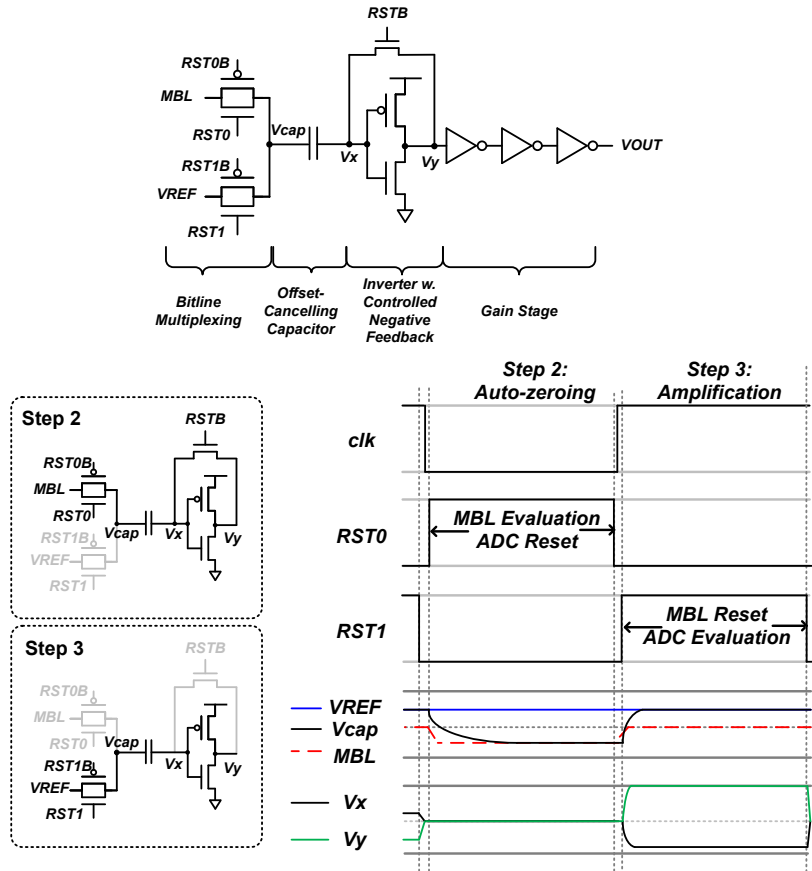 RSTB
RST0B
MBL
RST0
Vcap
RST1B
VREF
RST1
Vx
Vy
VOUT
Bitline
Multiplexing
Offset-
Cancelling
Capacitor
Inverter w.
Controlled
Negative
Feedback
Gain Stage
Step 2
RSTB
RST0B
MBL
RST0
Vcap
RST1B
VREF
RST1
Vx
Vy
Step 3
RSTB
RST0B
MBL
RST0
Vcap
RST1B
VREF
RST1
Vx
Vy
Step 2:
Auto-zeroing
Step 3:
Amplification
clk
RST0
MBL Evaluation
ADC Reset
RST1
MBL Reset
ADC Evaluation
VREF
Vcap
MBL
Vx
Vy